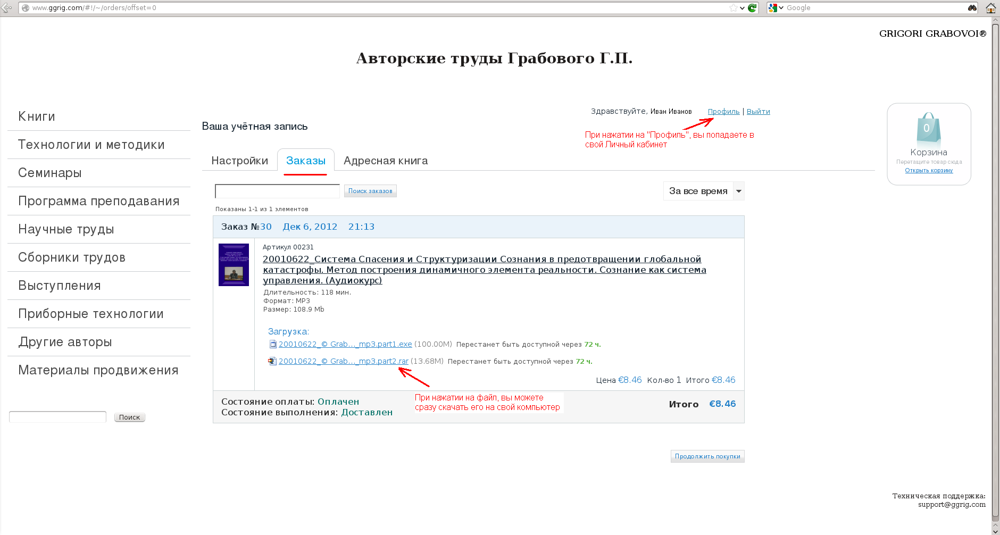 www.ggrig.com/#!/~/orders/offset=0
Google
GRIGORI GRABOVOI®
Авторские труды Грабового Г.П.
Здравствуйте, Иван Иванов Профиль | Выйти
При нажатии на "Профиль", вы попадаете в
свой Личный кабинет
Книги
Технологии и методики
Семинары
Программа преподавания
Научные труды
Сборники трудов
Выступления
Приборные технологии
Другие авторы
Материалы продвижения
Поиск
Ваша учётная запись
Настройки Заказы Адресная книга
Поиск заказов
За все время
Показаны 1-1 из 1 элементов
Заказ №30 Дек 6, 2012 21:13
Артикул 00231
20010622_Система Спасения и Структуризации Сознания в предотвращении глобальной
катастрофы. Метод построения динамичного элемента реальности. Сознание как система
управления. (Аудиокурс)
Длительность: 118 мин.
Формат: MP3
Размер: 108.9 Mb
Загрузка:
20010622_© Grab..._mp3.part1.exe (100.00M) Перестанет быть доступной через 72 ч.
20010622_© Grab..._mp3.part2.rar (13.68M) Перестанет быть доступной через 72 ч.
Цена €8.46 Кол-во 1 Итого €8.46
Состояние оплаты: Оплачен
Состояние выполнения: Доставлен
При нажатии на файл, вы можете
сразу скачать его на свой компьютер
Итого €8.46
Продолжить покупки
0
Корзина
Перетащите товар сюда
Открыть корзину
Техническая поддержка:
support@ggrig.com